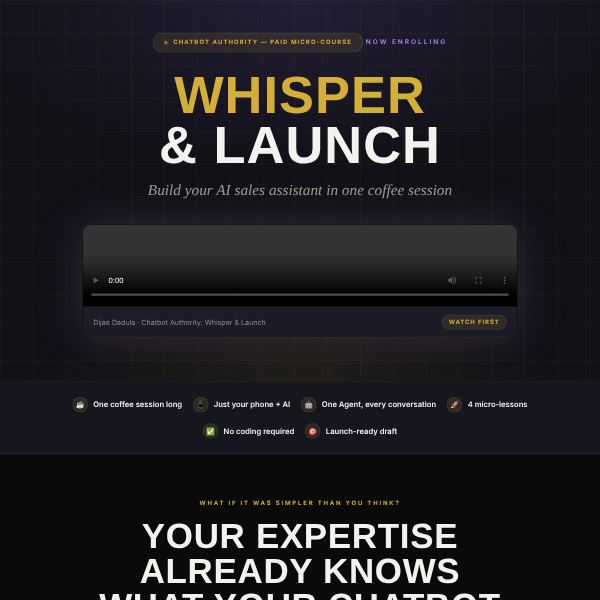 CHATBOT AUTHORITY — PAID MICRO-COURSE NOW ENROLLING
WHISPER
& LAUNCH
Build your AI sales assistant in one coffee session
0:00
Dijae Dadula · Chatbot Authority: Whisper & Launch WATCH FIRST
One coffee session long Just your phone + AI One Agent, every conversation 4 micro-lessons
No coding required Launch-ready draft
WHAT IF IT WAS SIMPLER THAN YOU THINK?
YOUR EXPERTISE
ALREADY KNOWS
WHAT YOUR CHATBOT